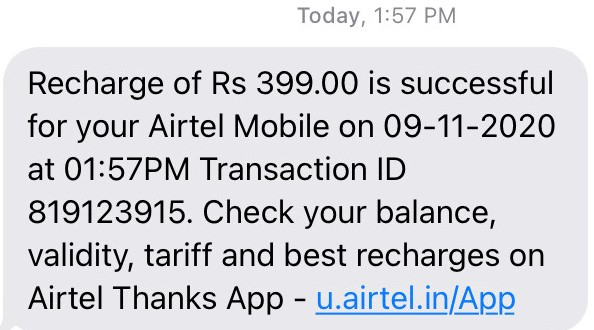 Today, 1:57 PM
Recharge of Rs 399.00 is successful
for your Airtel Mobile on 09-11-2020
at 01:57PM Transaction ID
819123915. Check your balance,
validity, tariff and best recharges on
Airtel Thanks App - u.airtel.in/App